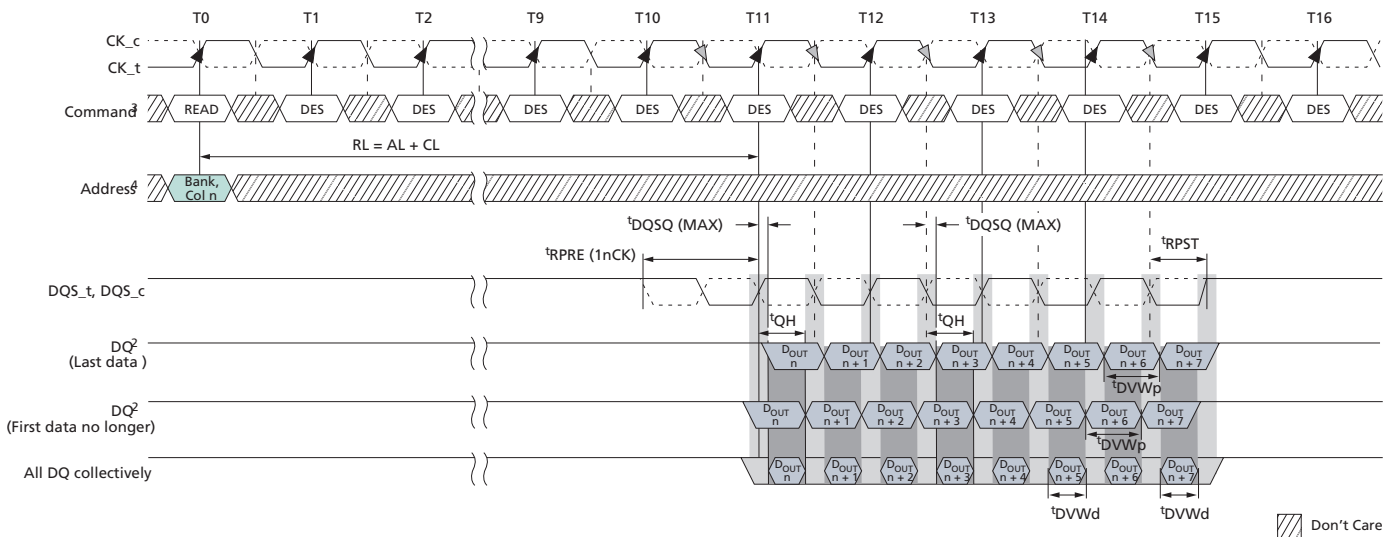 T0 T1 T2 T9 T10 T11 T12 T13 T14 T15 T16
CK_c
CK_t
Command3 READ DES DES DES DES DES DES DES DES DES DES
RL = AL + CL
Address4 Bank,
Col n
tDQSQ (MAX) tDQSQ (MAX)
tRPRE (1nCK) tRPST
DQS_t, DQS_c
tQH tQH
DQ2 DOUT DOUT DOUT DOUT DOUT DOUT DOUT DOUT
(Last data ) n n + 1 n + 2 n + 3 n + 4 n + 5 n + 6 n + 7
tDVWp
DQ2 DOUT DOUT DOUT DOUT DOUT DOUT DOUT DOUT
(First data no longer) n n + 1 n + 2 n + 3 n + 4 n + 5 n + 6 n + 7
tDVWp
All DQ collectively DOUT DOUT DOUT DOUT DOUT DOUT DOUT DOUT
n n + 1 n + 2 n + 3 n + 4 n + 5 n + 6 n + 7
tDVWd tDVWd
Don't Care